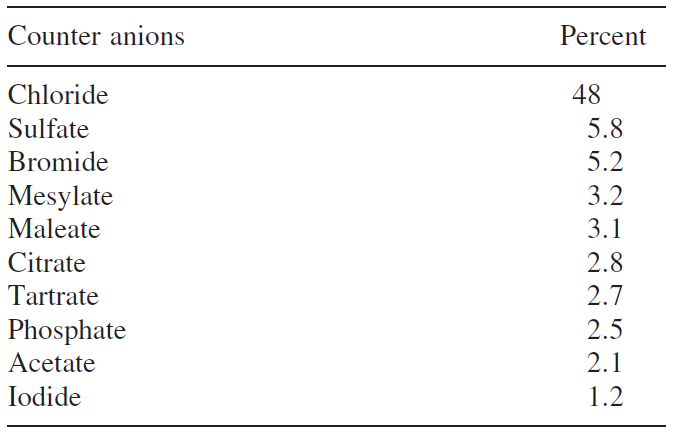 Counter anions Percent
Chloride 48
Sulfate 5.8
Bromide 5.2
Mesylate 3.2
Maleate 3.1
Citrate 2.8
Tartrate 2.7
Phosphate 2.5
Acetate 2.1
Iodide 1.2